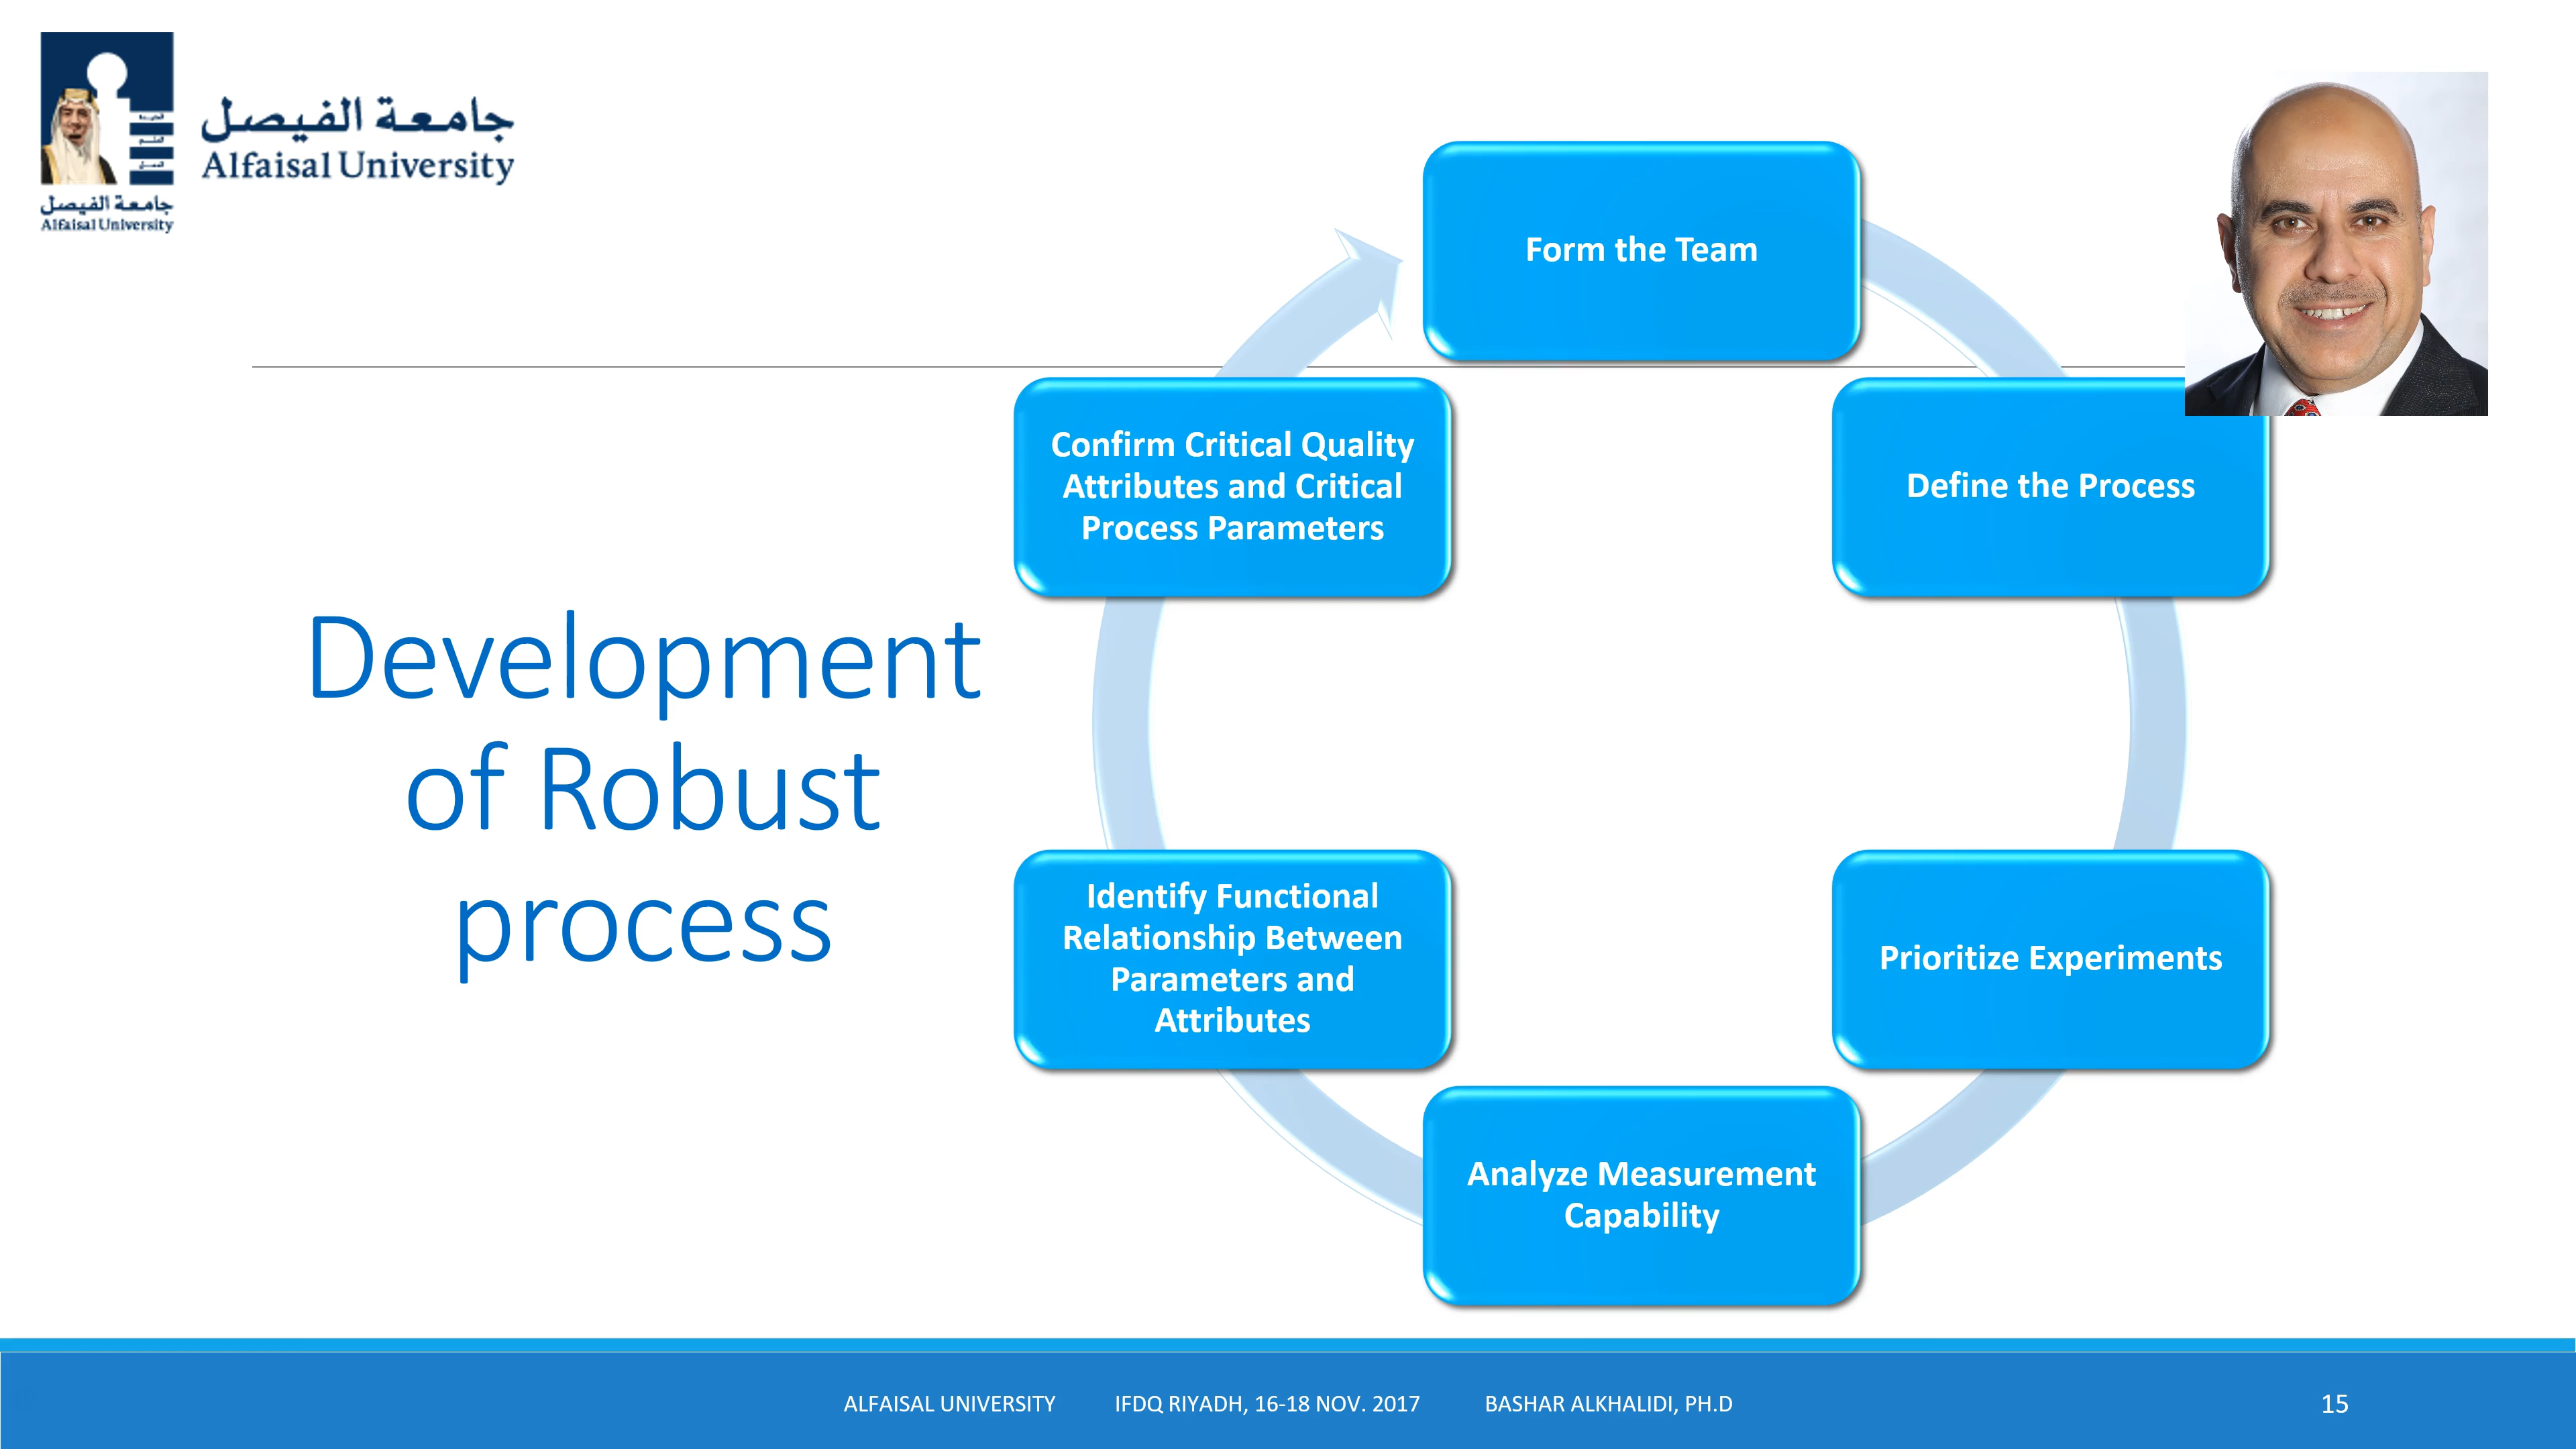 جامعة الفيصل
Alfaisal University
جامعة الفيصل
Alfaisal University
Form the Team
Confirm Critical Quality
Attributes and Critical
Process Parameters
Define the Process
Development
of Robust
process
Identify Functional
Relationship Between
Parameters and
Attributes
Prioritize Experiments
Analyze Measurement
Capability
ALFAISAL UNIVERSITY IFDQ RIYADH, 16-18 NOV. 2017 BASHAR ALKHALIDI, PH.D
15